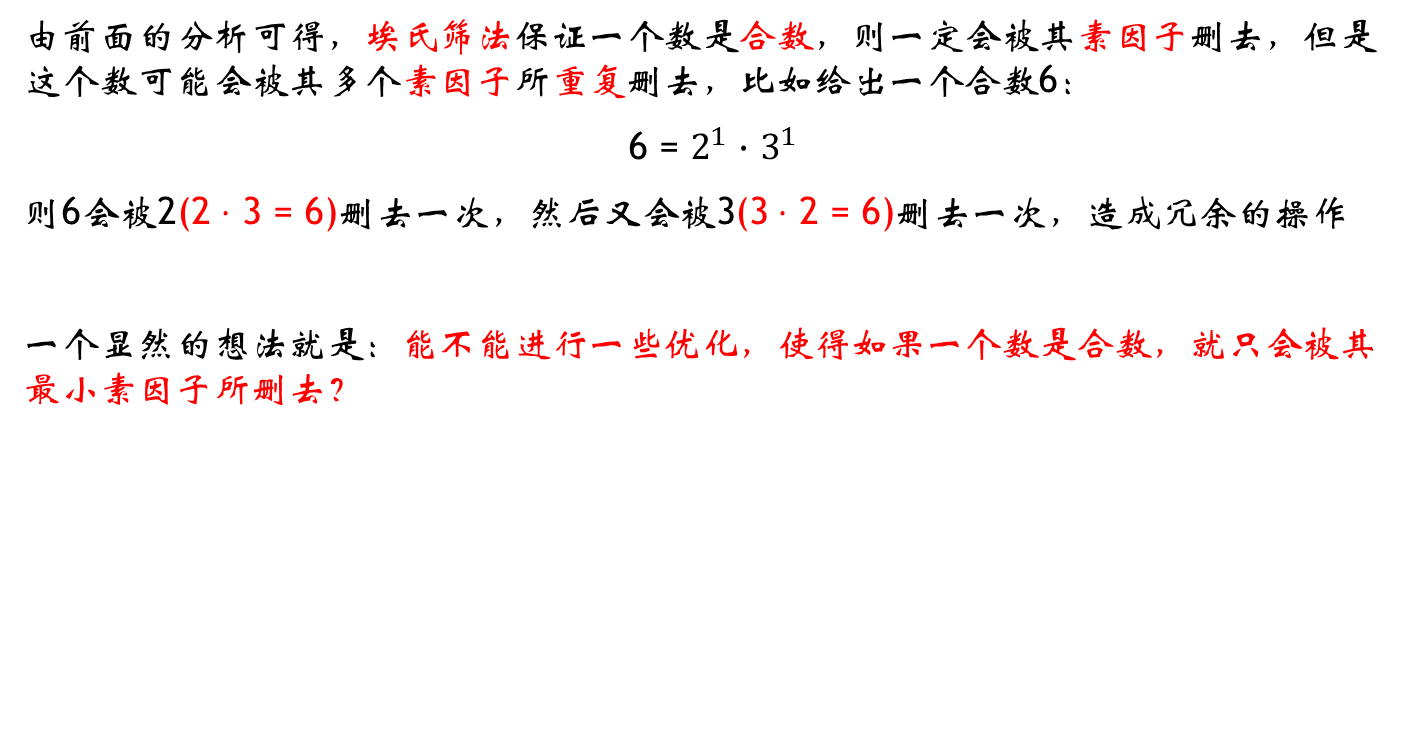 由前面的分析可得，埃氏筛法保证一个数是合数，则一定会被其素因子删去，但是
这个数可能会被其多个素因子所重复删去，比如给出一个合数6：
6 = 2¹ · 3¹
则6会被2(2 · 3 = 6)删去一次，然后又会被3(3 · 2 = 6)删去一次，造成冗余的操作
一个显然的想法就是：能不能进行一些优化，使得如果一个数是合数，就只会被其
最小素因子所删去？